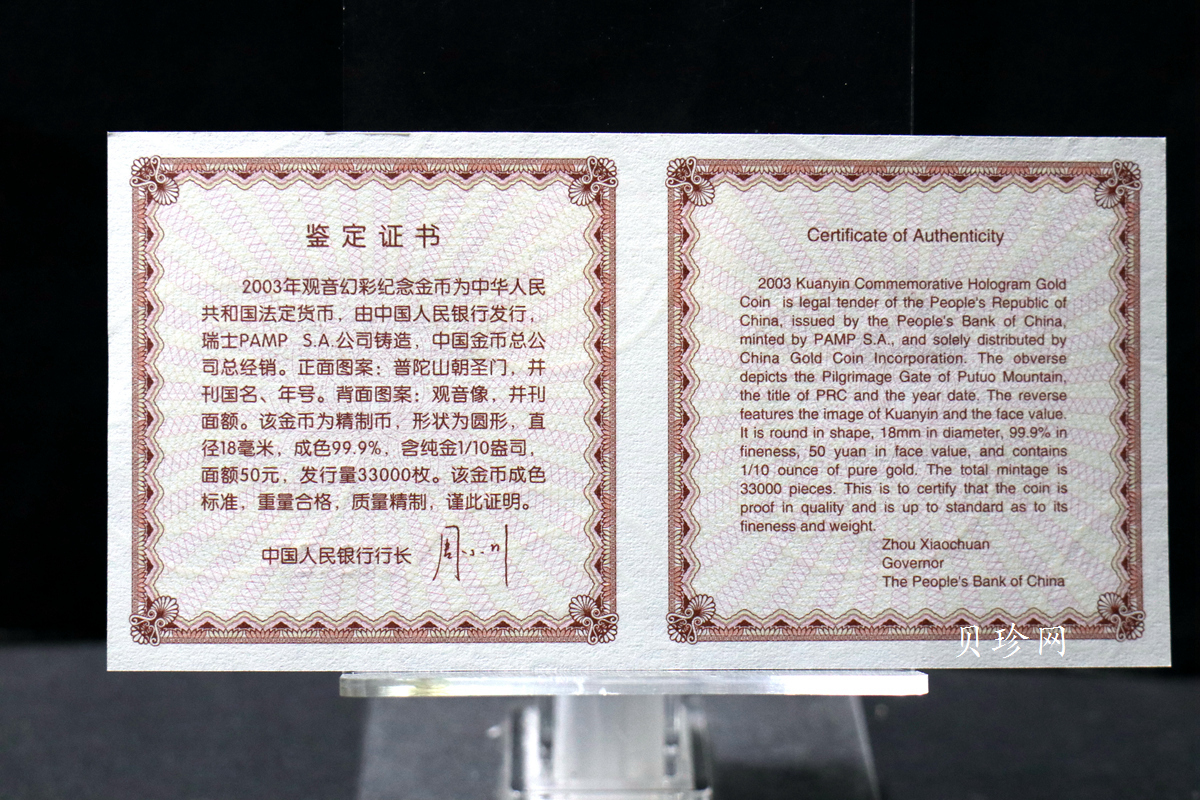 鉴定证书
2003年观音幻彩纪念金币为中华人民
共和国法定货币，由中国人民银行发行，
瑞士PAMP S.A.公司铸造，中国金币总公
司总经销。正面图案：普陀山朝圣门，并
刊国名、年号。背面图案：观音像，并刊
面额。该金币为精制币，形状为圆形，直
径18毫米，成色99.9%，含纯金1/10盎司，
面额50元，发行量33000枚。该金币成色
标准，重量合格，质量精制，谨此证明。
中国人民银行行长 周小川
Certificate of Authenticity
2003 Kuanyin Commemorative Hologram Gold
Coin is legal tender of the People's Republic of
China, issued by the People's Bank of China,
minted by PAMP S.A., and solely distributed by
China Gold Coin Incorporation. The obverse
depicts the Pilgrimage Gate of Putuo Mountain,
the title of PRC and the year date. The reverse
features the image of Kuanyin and the face value.
It is round in shape, 18mm in diameter, 99.9% in
fineness, 50 yuan in face value, and contains
1/10 ounce of pure gold. The total mintage is
33000 pieces. This is to certify that the coin is
proof in quality and is up to standard as to its
fineness and weight.
Zhou Xiaochuan
Governor
The People's Bank of China
贝珍网